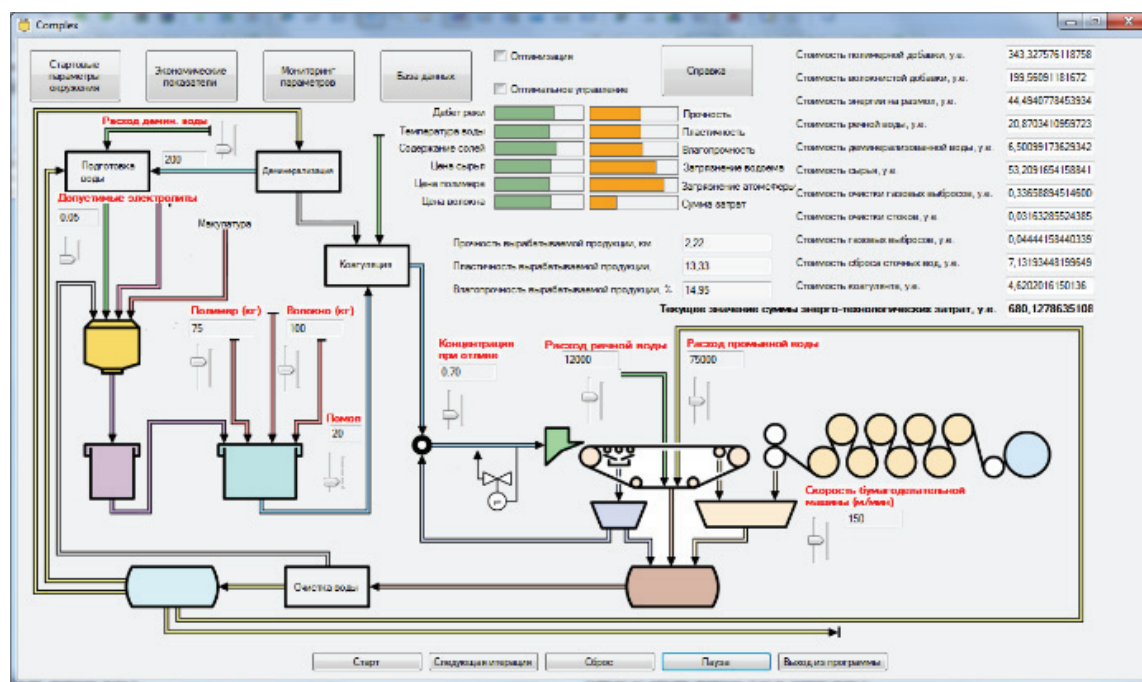 Complex
Стартовые
параметры
окружения
Экономические
показатели
Мониторинг
параметров
База данных
Оптимизация
Оптимальное управление
Справка
Дебет реки
Температура воды
Содержание солей
Цена сырья
Цена полимера
Цена волокна
Прочность
Пластичность
Влагопрочность
Загрязнение водоема
Загрязнение атомсферы
Сумма затрат
Стоимость полимерной добавки, у.е. 343,327576118758
Стоимость волокнистой добавки, у.е. 199,56091181672
Стоимость энергии на размол, у.е. 44,4940778453934
Стоимость речной воды, у.е. 20,8703410959723
Стоимость деминерализованной воды, у.е. 6,50099173629342
Стоимость сырья, у.е. 53,2091654158841
Стоимость очистки газовых выбросов, у.е. 0,33658894514600
Стоимость очистки стоков, у.е. 0,03163289524385
Стоимость газовых выбросов, у.е. 0,04444158440339
Стоимость сброса сточных вод, у.е. 7,13193448199649
Стоимость коагулянта, у.е. 4,6202016150136
Текущее значение суммы энерго-технологических затрат, у.е. 680,1278635108
Прочность вырабатываемой продукции, км 2,22
Пластичность вырабатываемой продукции, 13,33
Влагопрочность вырабатываемой продукции, % 14,95
Расход демин. воды
200
Подготовка
воды
Деминерализация
Допустимые электролиты
0,05
Макулатура
Коагуляция
Полимер (кг)
75
Волокно (кг)
100
Помол
20
Концентрация
при отливе
0,70
Расход речной воды
12000
Расход промывной воды
75000
Скорость бумагоделательной
машины (м/мин)
150
Очистка воды
Старт
Следующая итерация
Сброс
Пауза
Выход из программы